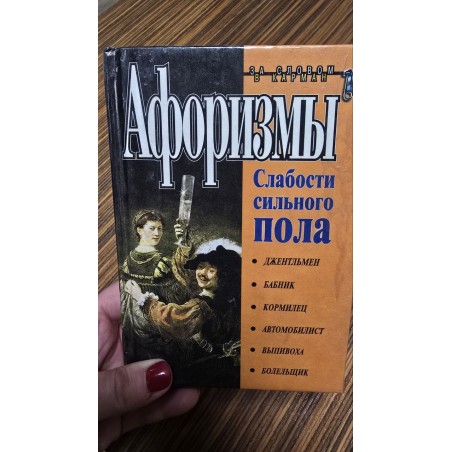 ЗА СЛОВОМ
В КАРМАН
Афоризмы
Слабости
сильного
пола
• ДЖЕНТЛЬМЕН
• БАБНИК
• КОРМИЛЕЦ
• АВТОМОБИЛИСТ
• ВЫПИВОХА
• БОЛЕЛЬЩИК